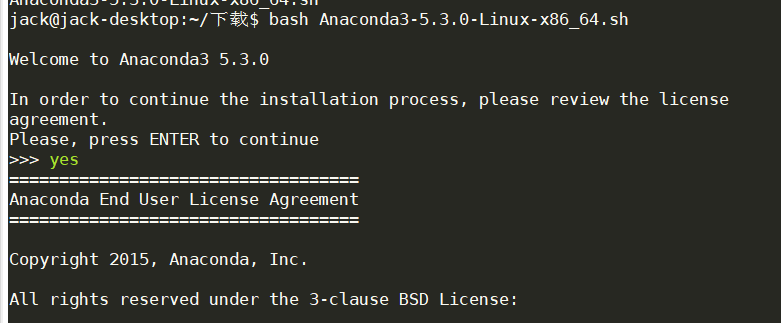 Anaconda3-5.3.0-Linux-x86_64.sh
jack@jack-desktop:~/下载$ bash Anaconda3-5.3.0-Linux-x86_64.sh
Welcome to Anaconda3 5.3.0
In order to continue the installation process, please review the license
agreement.
Please, press ENTER to continue
>>> yes
===================================
Anaconda End User License Agreement
===================================
Copyright 2015, Anaconda, Inc.
All rights reserved under the 3-clause BSD License: